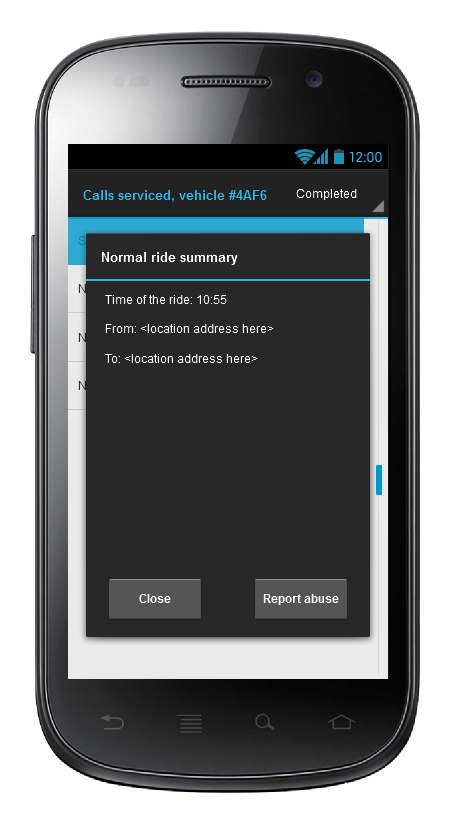 12:00
Calls serviced, vehicle #4AF6
Completed
S
Normal ride summary
N
Time of the ride: 10:55
From: <location address here>
N
To: <location address here>
N
Close
Report abuse